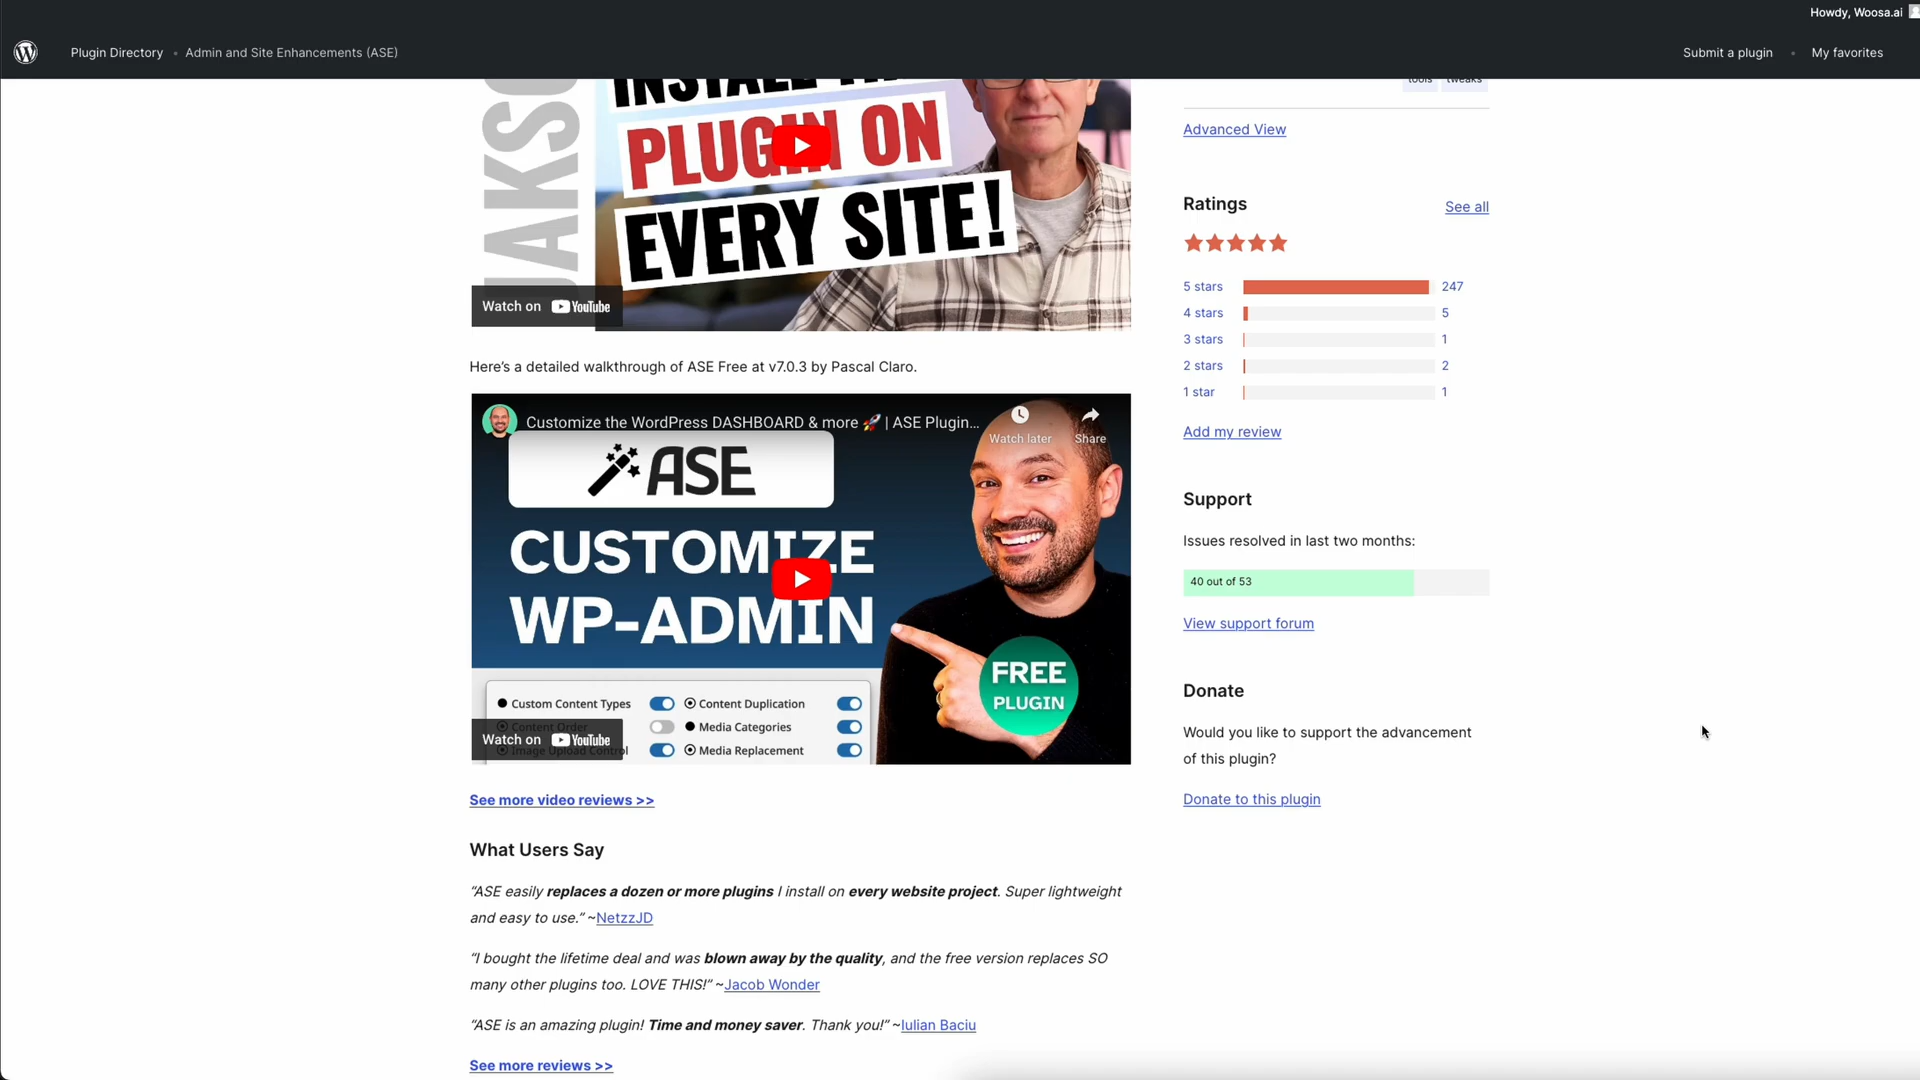 Howdy, Woosa.ai
Plugin Directory • Admin and Site Enhancements (ASE)
Submit a plugin • My favorites
PLUGIN ON
EVERY SITE!
Watch on YouTube
Here’s a detailed walkthrough of ASE Free at v7.0.3 by Pascal Claro.
Customize the WordPress DASHBOARD & more 🚀 | ASE Plugin...
Watch later
Share
ASE
CUSTOMIZE
WP-ADMIN
FREE
PLUGIN
Custom Content Types
Content Duplication
Content Order
Media Categories
Image Upload Control
Media Replacement
Watch on YouTube
See more video reviews >>
What Users Say
“ASE easily replaces a dozen or more plugins I install on every website project. Super lightweight
and easy to use.” ~NetzzJD
“I bought the lifetime deal and was blown away by the quality, and the free version replaces SO
many other plugins too. LOVE THIS!” ~Jacob Wonder
“ASE is an amazing plugin! Time and money saver. Thank you!” ~Iulian Baciu
See more reviews >>
tools tweaks
Advanced View
Ratings
See all
5 stars 247
4 stars 5
3 stars 1
2 stars 2
1 star 1
Add my review
Support
Issues resolved in last two months:
40 out of 53
View support forum
Donate
Would you like to support the advancement
of this plugin?
Donate to this plugin